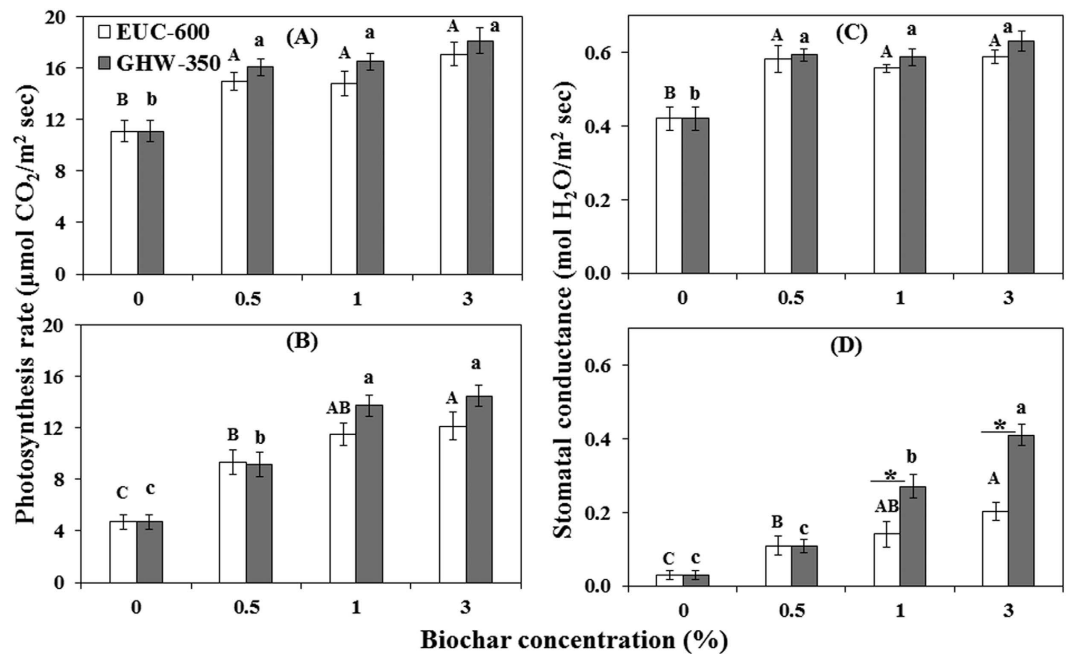 Photosynthesis rate (µmol CO₂/m² sec)
(A)
EUC-600
GHW-350
20
16
12
8
4
0
B b A a A a A a
0 0.5 1 3
(B)
20
16
12
8
4
0
C c B b AB a A a
0 0.5 1 3
Stomatal conductance (mol H₂O/m² sec)
(C)
0.6
0.4
0.2
0.0
B b A a A a A a
0 0.5 1 3
(D)
0.6
0.4
0.2
0.0
C c B c AB * b A * a
0 0.5 1 3
Biochar concentration (%)